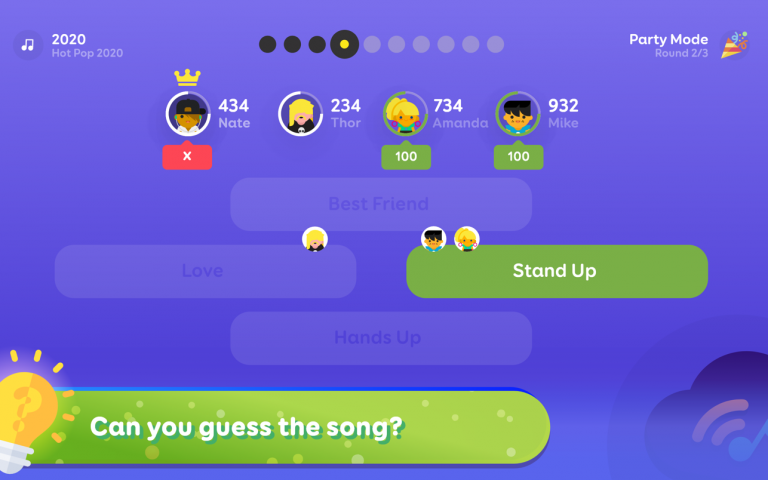 2020
Hot Pop 2020
Party Mode
Round 2/3
434
Nate
234
Thor
734
Amanda
932
Mike
X
100
100
Best Friend
Love
Stand Up
Hands Up
Can you guess the song?